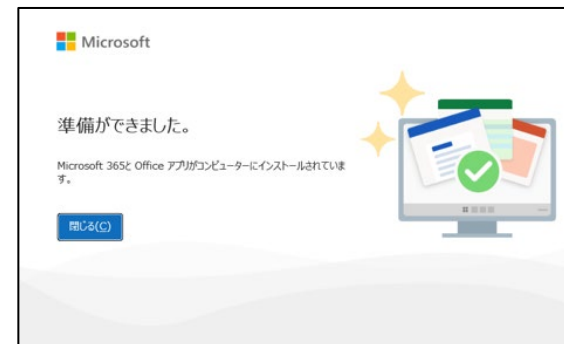 Microsoft
準備ができました。
Microsoft 365と Office アプリがコンピューターにインストールされていま
す。
閉じる(C)